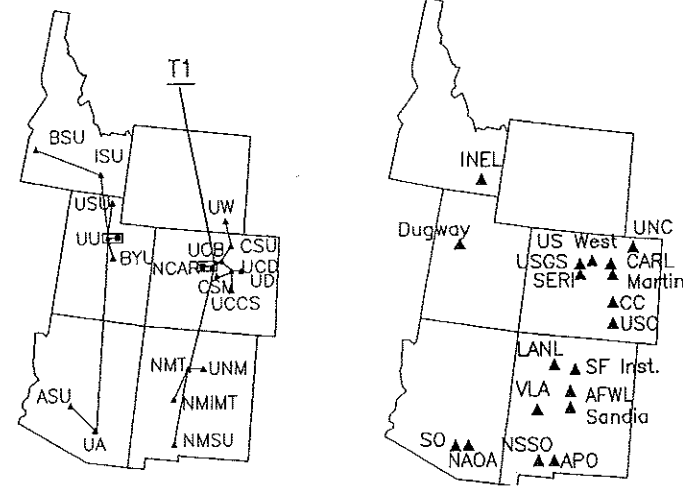 T1
BSU
ISU
USU
UW
UU
BYU
UCB
CSU
NCAR
UCD
CSM
UD
UCCS
NMT
UNM
ASU
NMIMT
UA
NMSU
INEL
UNC
Dugway
US West
USGS
CARL
SERI
Martin
CC
USC
LANL
SF Inst.
VLA
AFWL
Sandia
SO
NSSO
NAOA
APO